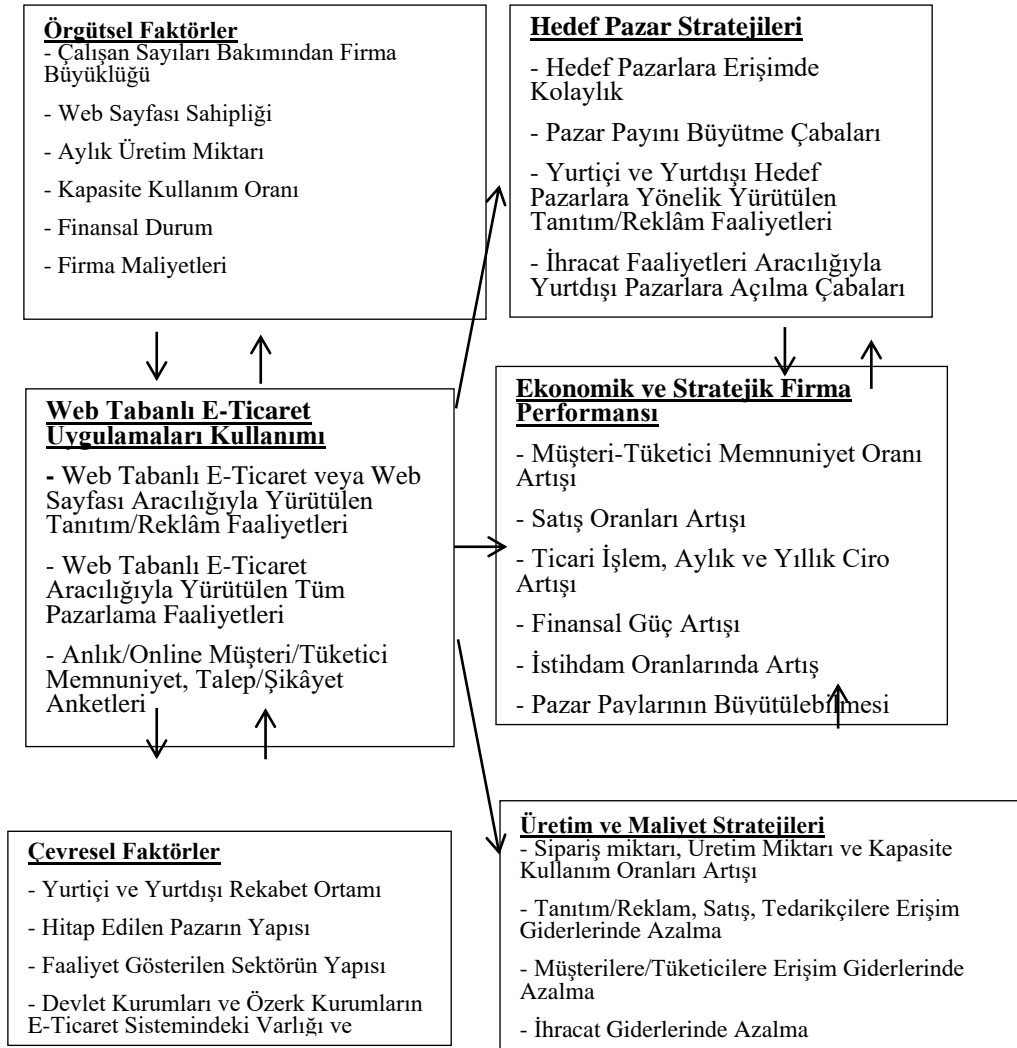 Örgütsel Faktörler
- Çalışan Sayıları Bakımından Firma
Büyüklüğü
- Web Sayfası Sahipliği
- Aylık Üretim Miktarı
- Kapasite Kullanım Oranı
- Finansal Durum
- Firma Maliyetleri
Hedef Pazar Stratejileri
- Hedef Pazarlara Erişimde
Kolaylık
- Pazar Payını Büyütme Çabaları
- Yurtiçi ve Yurtdışı Hedef
Pazarlara Yönelik Yürütülen
Tanıtım/Reklâm Faaliyetleri
- İhracat Faaliyetleri Aracılığıyla
Yurtdışı Pazarlara Açılma Çabaları
Web Tabanlı E-Ticaret
Uygulamaları Kullanımı
- Web Tabanlı E-Ticaret veya Web
Sayfası Aracılığıyla Yürütülen
Tanıtım/Reklâm Faaliyetleri
- Web Tabanlı E-Ticaret
Aracılığıyla Yürütülen Tüm
Pazarlama Faaliyetleri
- Anlık/Online Müşteri/Tüketici
Memnuniyet, Talep/Şikâyet
Anketleri
Ekonomik ve Stratejik Firma
Performansı
- Müşteri-Tüketici Memnuniyet Oranı
Artışı
- Satış Oranları Artışı
- Ticari İşlem, Aylık ve Yıllık Ciro
Artışı
- Finansal Güç Artışı
- İstihdam Oranlarında Artış
- Pazar Paylarının Büyütülebilmesi
Çevresel Faktörler
- Yurtiçi ve Yurtdışı Rekabet Ortamı
- Hitap Edilen Pazarın Yapısı
- Faaliyet Gösterilen Sektörün Yapısı
- Devlet Kurumları ve Özerk Kurumların
E-Ticaret Sistemindeki Varlığı ve
Üretim ve Maliyet Stratejileri
- Sipariş miktarı, Üretim Miktarı ve Kapasite
Kullanım Oranları Artışı
- Tanıtım/Reklam, Satış, Tedarikçilere Erişim
Giderlerinde Azalma
- Müşterilere/Tüketicilere Erişim Giderlerinde
Azalma
- İhracat Giderlerinde Azalma